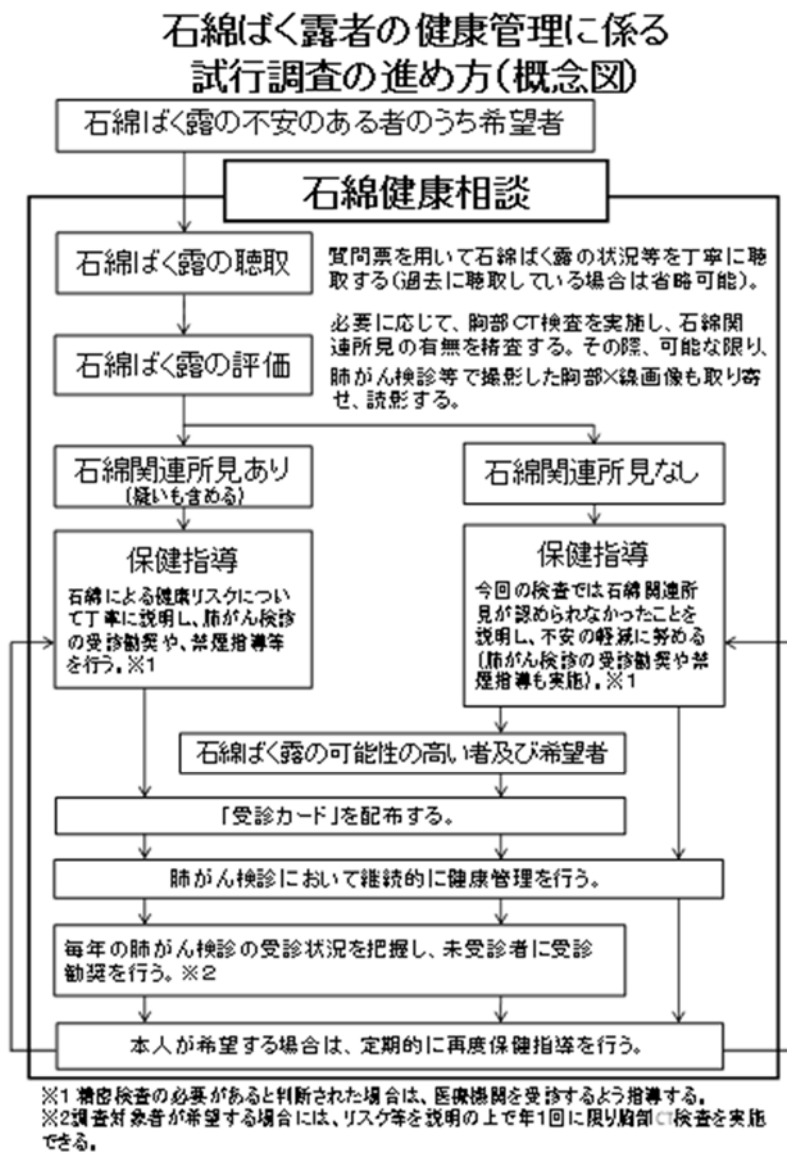 石綿ばく露者の健康管理に係る
試行調査の進め方(概念図)
石綿ばく露の不安のある者のうち希望者
石綿健康相談
石綿ばく露の聴取
質問票を用いて石綿ばく露の状況等を丁寧に聴
取する(過去に聴取している場合は省略可能)。
石綿ばく露の評価
必要に応じて、胸部CT検査を実施し、石綿関
連所見の有無を検査する。その際、可能な限り、
肺がん検診等で撮影した胸部X線画像も取り寄
せ、読影する。
石綿関連所見あり
(疑いも含める)
石綿関連所見なし
保健指導
石綿による健康リスクについ
て丁寧に説明し、肺がん検診
の受診勧奨や、禁煙指導等
を行う。※1
保健指導
今回の検査では石綿関連所
見が認められなかったことを
説明し、不安の軽減に努める
(肺がん検診の受診勧奨や禁
煙指導も実施)。※1
石綿ばく露の可能性の高い者及び希望者
「受診カード」を配布する。
肺がん検診において継続的に健康管理を行う。
毎年の肺がん検診の受診状況を把握し、未受診者に受診
勧奨を行う。※2
本人が希望する場合は、定期的に再度保健指導を行う。
※1 精密検査の必要があると判断された場合は、医療機関を受診するよう指導する。
※2調査対象者が希望する場合には、リスク等を説明の上で年1回に限り胸部CT検査を実施
できる。